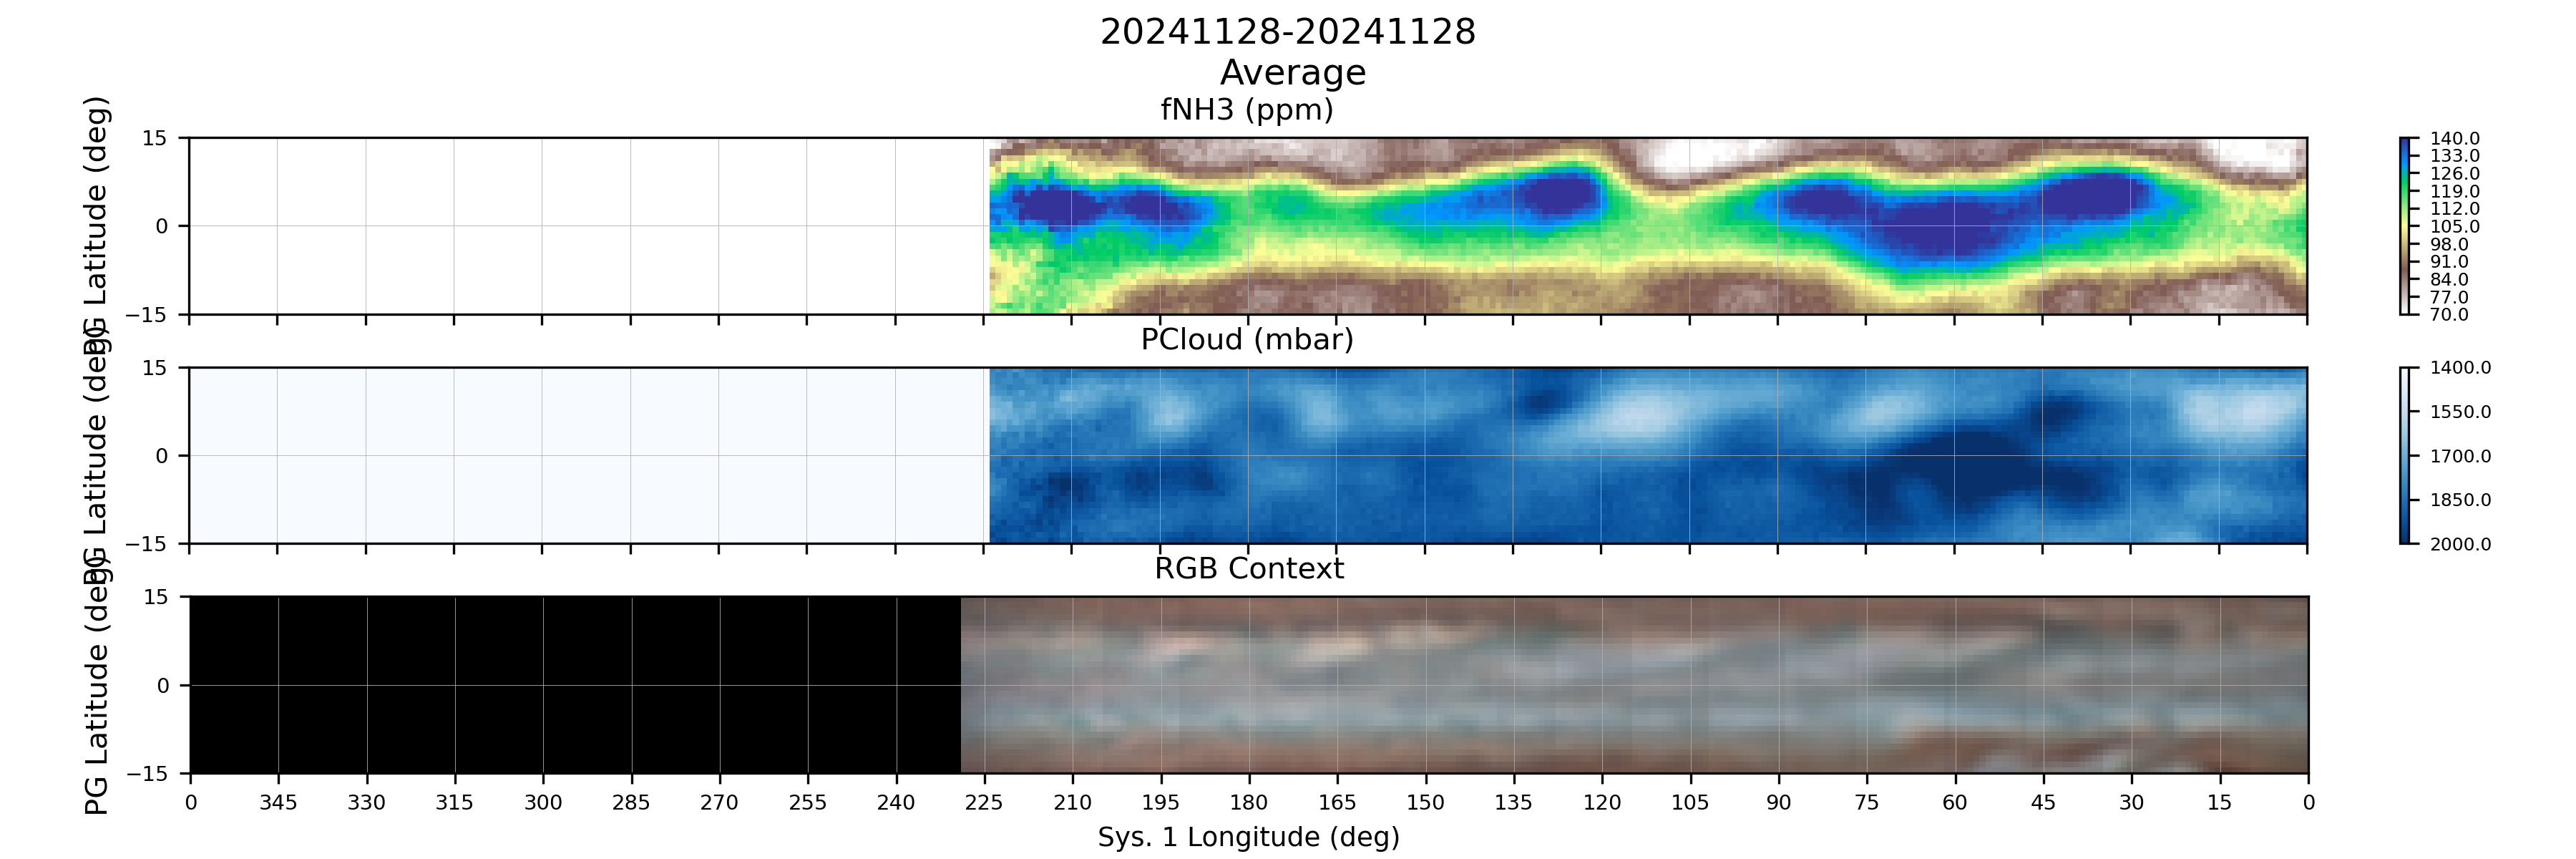 20241128-20241128
Average
fNH3 (ppm)
PG Latitude (deg)
15
0
−15
140.0
133.0
126.0
119.0
112.0
105.0
98.0
91.0
84.0
77.0
70.0
PCloud (mbar)
PG Latitude (deg)
15
0
−15
1400.0
1550.0
1700.0
1850.0
2000.0
RGB Context
PG Latitude (deg)
15
0
−15
0 345 330 315 300 285 270 255 240 225 210 195 180 165 150 135 120 105 90 75 60 45 30 15 0
Sys. 1 Longitude (deg)